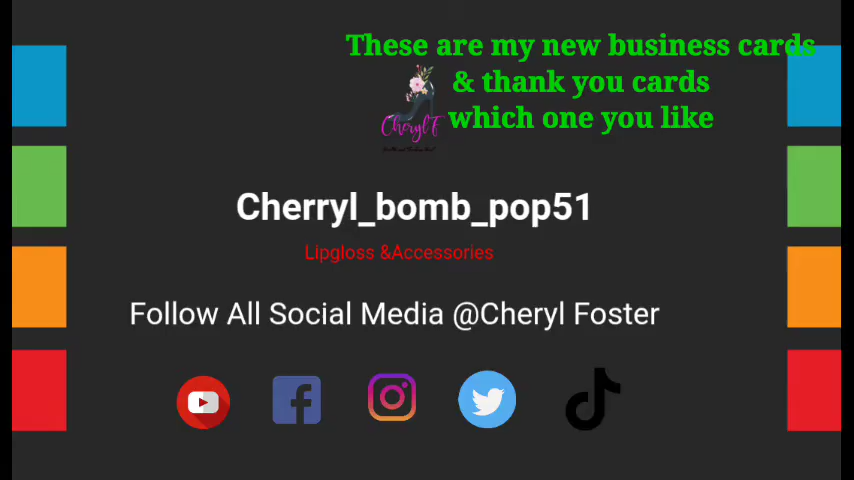 These are my new business cards
& thank you cards
which one you like
Cheryl F
Cherryl_bomb_pop51
Lipgloss &Accessories
Follow All Social Media @Cheryl Foster